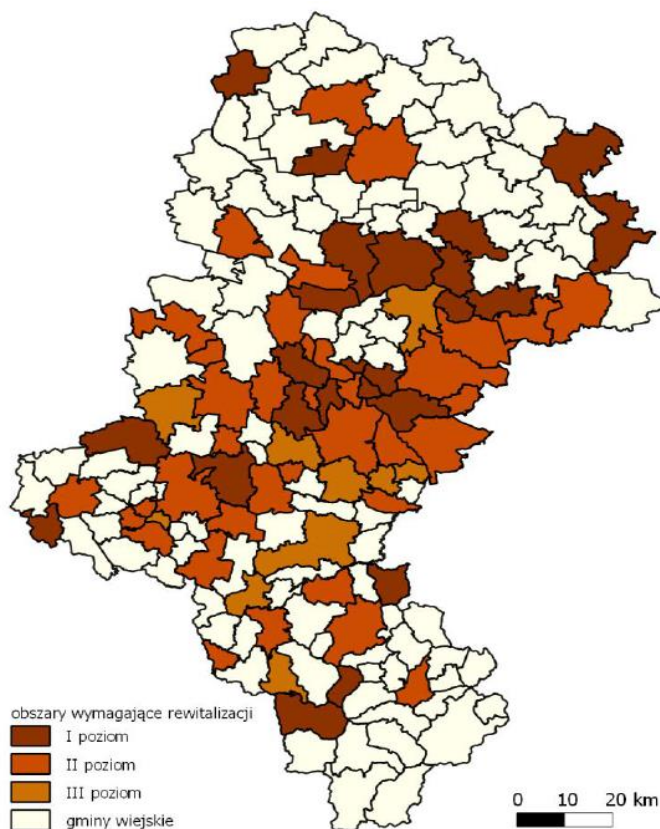 obszary wymagające rewitalizacji
I poziom
II poziom
III poziom
gminy wiejskie
0 10 20 km